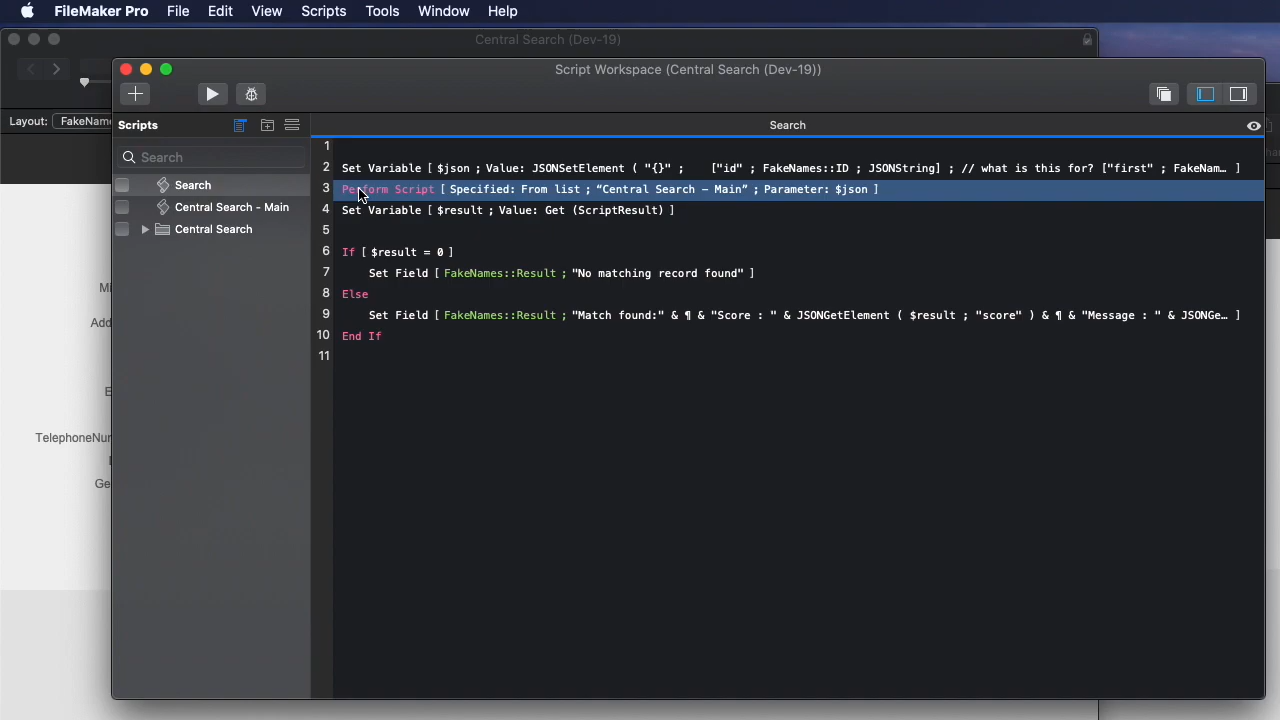 FileMaker Pro File Edit View Scripts Tools Window Help
Central Search (Dev-19)
Script Workspace (Central Search (Dev-19))
Layout: FakeName
Scripts
Search
Search
Search
Central Search - Main
Central Search
1
2 Set Variable [ $json ; Value: JSONSetElement ( "{}" ; ["id" ; FakeNames::ID ; JSONString] ; // what is this for? ["first" ; FakeNam… ]
3 Perform Script [ Specified: From list ; “Central Search – Main” ; Parameter: $json ]
4 Set Variable [ $result ; Value: Get (ScriptResult) ]
5
6 If [ $result = 0 ]
7 Set Field [ FakeNames::Result ; "No matching record found" ]
8 Else
9 Set Field [ FakeNames::Result ; "Match found:" & ¶ & "Score : " & JSONGetElement ( $result ; "score" ) & ¶ & "Message : " & JSONGe… ]
10 End If
11
Mi
Add
E
TelephoneNur
Ge